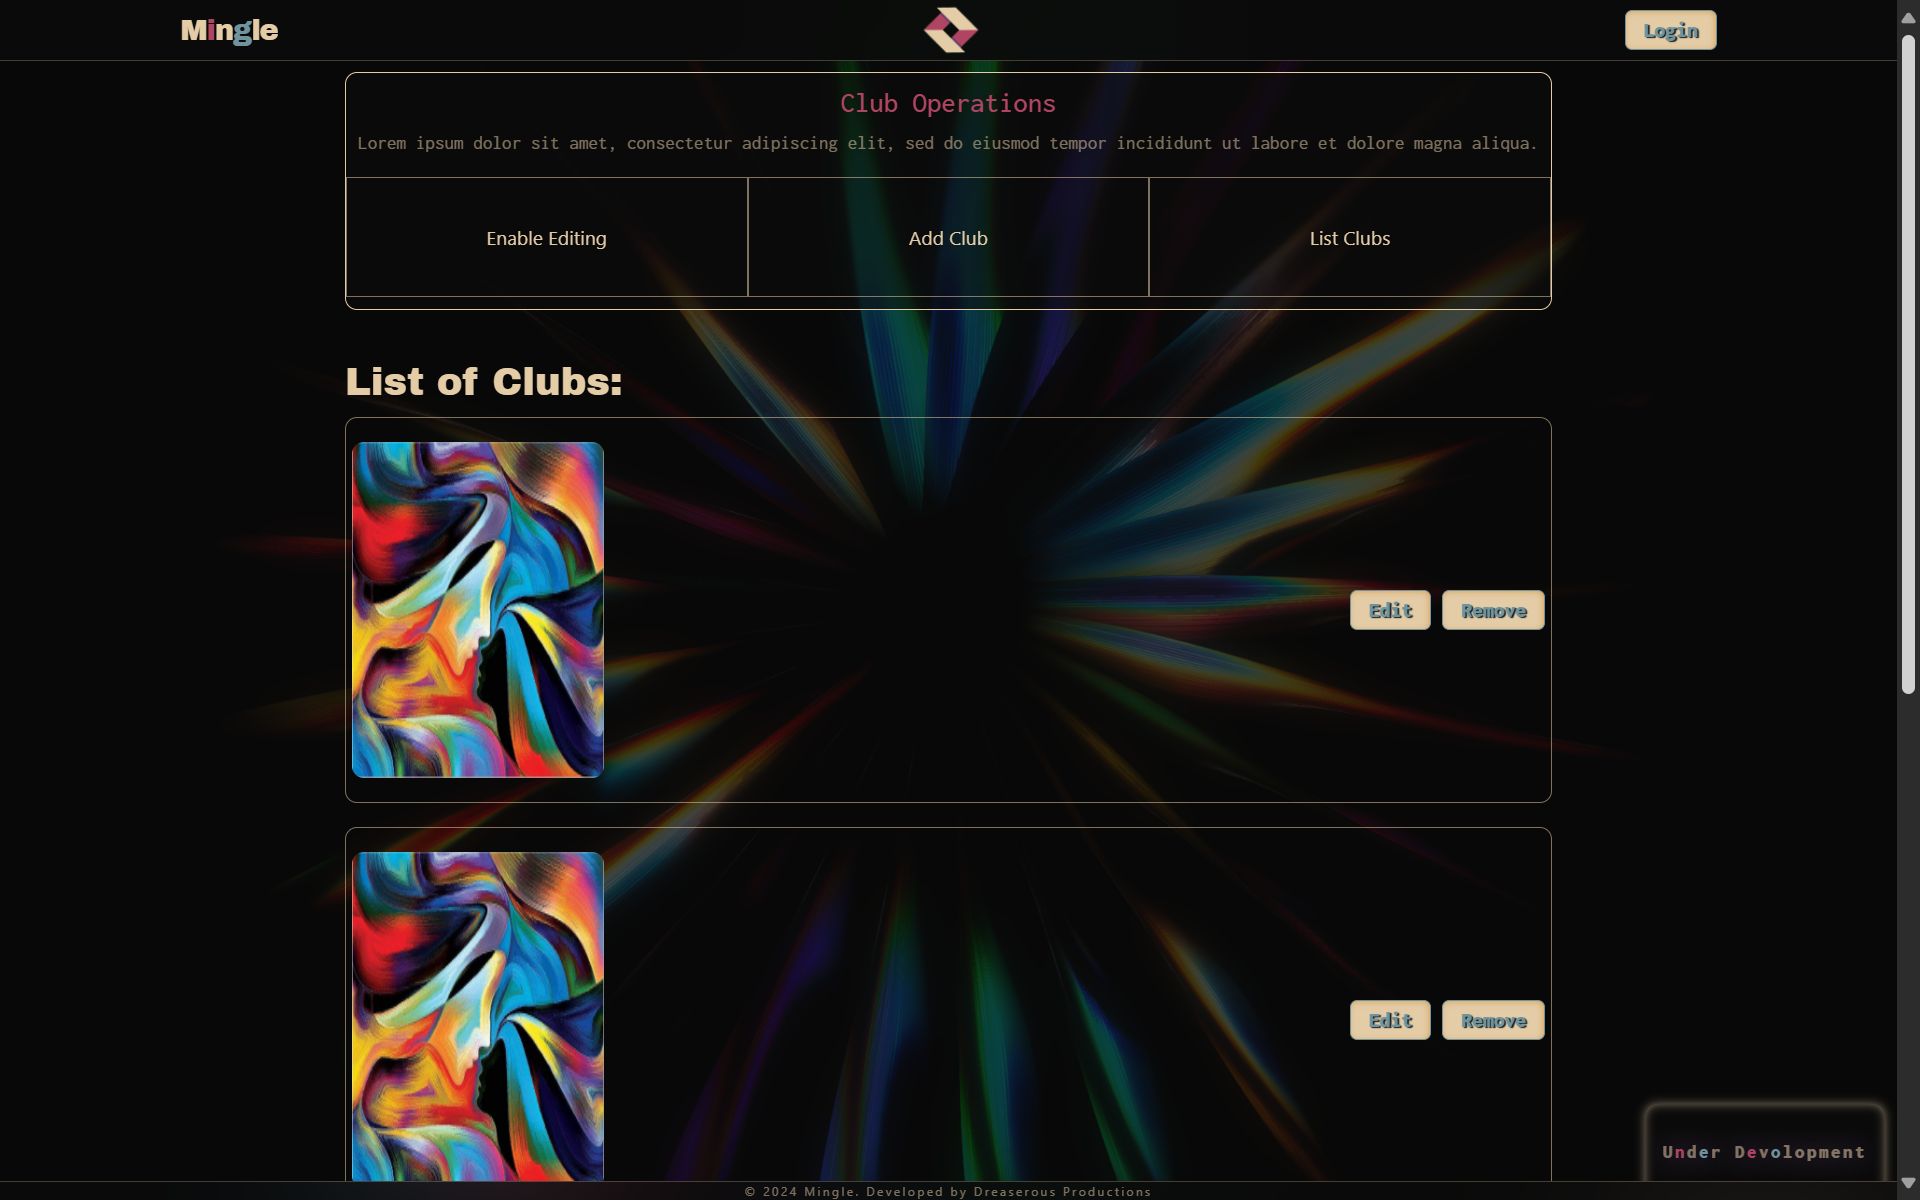 Mingle
Login
Club Operations
Lorem ipsum dolor sit amet, consectetur adipiscing elit, sed do eiusmod tempor incididunt ut labore et dolore magna aliqua.
Enable Editing
Add Club
List Clubs
List of Clubs:
Edit
Remove
Edit
Remove
Under Devolopment
© 2024 Mingle. Developed by Dreaserous Productions